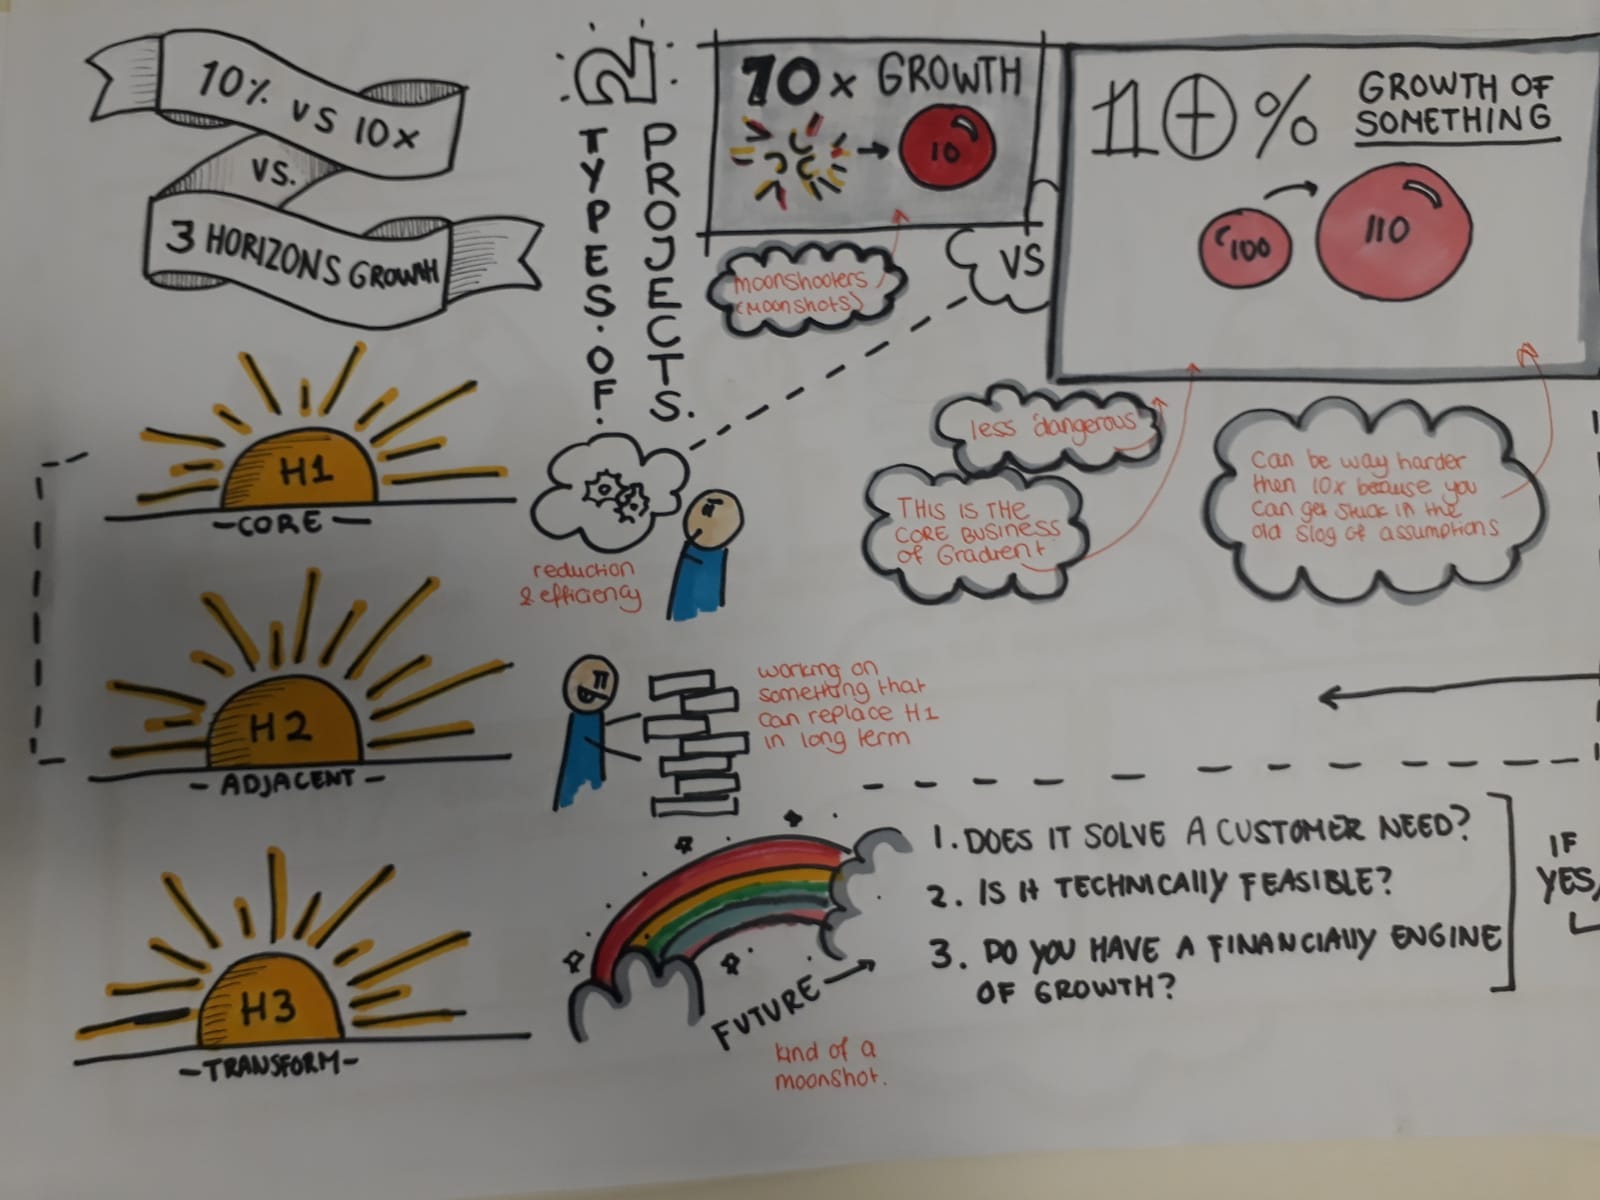 10% VS 10x
VS.
3 HORIZONS GROWTH
2
TYPES.OF.
PROJECTS.
10x GROWTH
10
moonshooters
(moonshots)
VS
10%
GROWTH OF
SOMETHING
100
110
less dangerous
THIS IS THE
CORE BUSINESS
of Gradient
Can be way harder
then 10x because you
can get stuck in the
old slog of assumptions
H1
-CORE-
reduction
& efficiency
H2
- ADJACENT -
working on
something that
can replace H1
in long term
H3
-TRANSFORM-
FUTURE
kind of a
moonshot.
1. DOES IT SOLVE A CUSTOMER NEED?
2. IS It TECHNICAlly FEASIBLE?
3. DO you HAVE A FINANCIAlly ENGINE
OF GROWTH?
IF
YES,